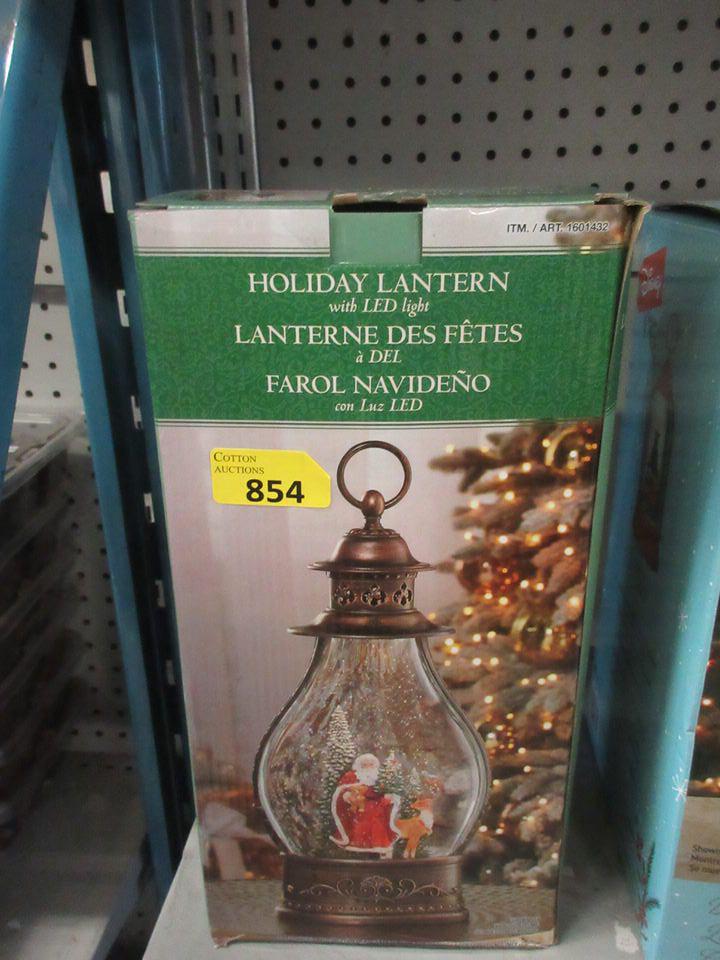 ITM. / ART. 1601432
HOLIDAY LANTERN
with LED light
LANTERNE DES FÊTES
à DEL
FAROL NAVIDEÑO
con Luz LED
COTTON
AUCTIONS
854
Disney